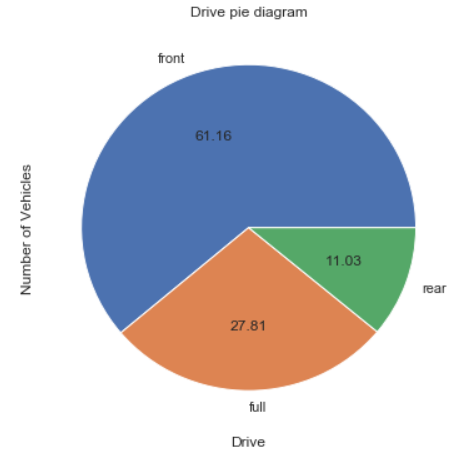 Drive pie diagram
front
61.16
Number of Vehicles
11.03
rear
27.81
full
Drive